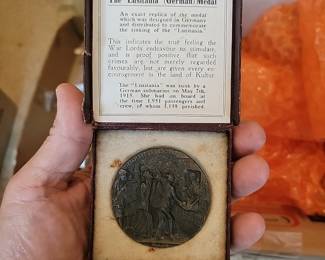 The "Lusitania" (German) Medal
An exact replica of the medal
which was designed in Germany
and distributed to commemorate
the sinking of the "Lusitania."
This indicates the true feeling the
War Lords endeavour to stimulate,
and is proof positive that such
crimes are not merely regarded
favourably, but are given every en-
couragement in the land of Kultur.
The "Lusitania" was sunk by a
German submarine on May 7th,
1915. She had on board at
the time 1,951 passengers and
crew, of whom 1,198 perished.